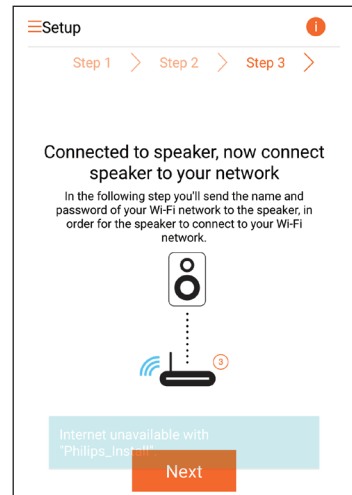 Setup
i
Step 1 > Step 2 > Step 3 >
Connected to speaker, now connect
speaker to your network
In the following step you'll send the name and
password of your Wi-Fi network to the speaker, in
order for the speaker to connect to your Wi-Fi
network.
3
Internet unavailable with
"Philips_Install".
Next